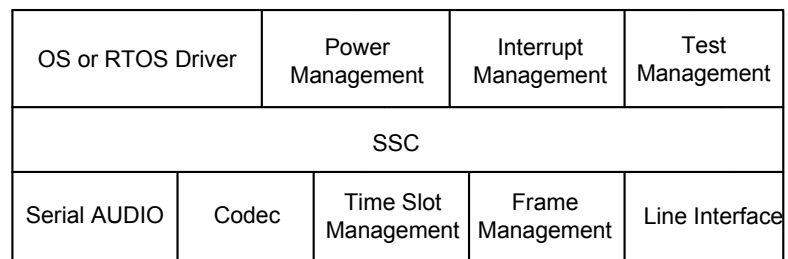 OS or RTOS Driver
Power
Management
Interrupt
Management
Test
Management
SSC
Serial AUDIO
Codec
Time Slot
Management
Frame
Management
Line Interface